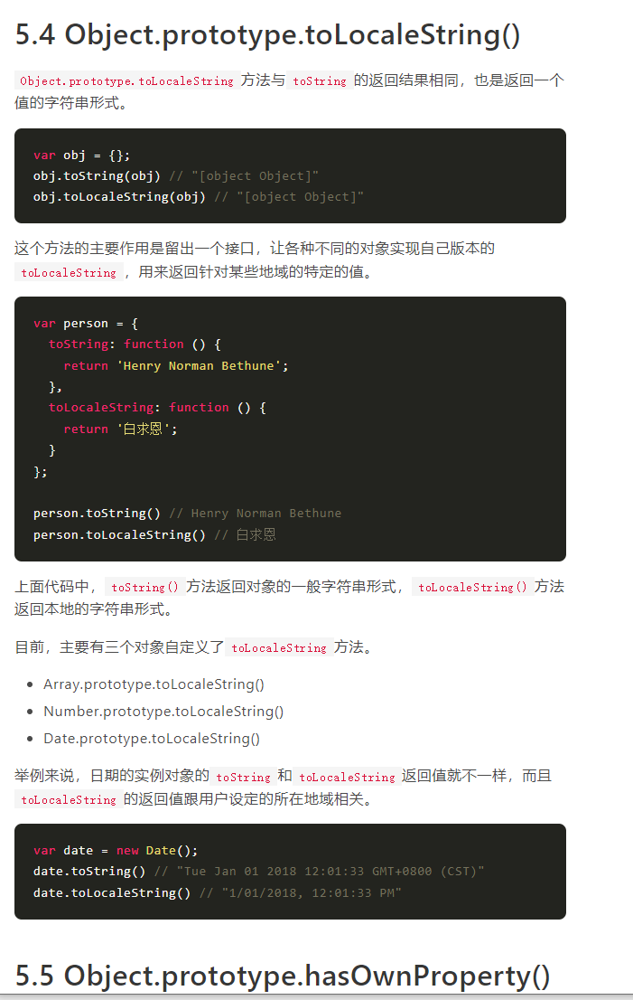 5.4 Object.prototype.toLocaleString()
Object.prototype.toLocaleString 方法与 toString 的返回结果相同，也是返回一个
值的字符串形式。
var obj = {};
obj.toString(obj) // "[object Object]"
obj.toLocaleString(obj) // "[object Object]"
这个方法的主要作用是留出一个接口，让各种不同的对象实现自己版本的
toLocaleString ，用来返回针对某些地域的特定的值。
var person = {
  toString: function () {
    return 'Henry Norman Bethune';
  },
  toLocaleString: function () {
    return '白求恩';
  }
};
person.toString() // Henry Norman Bethune
person.toLocaleString() // 白求恩
上面代码中， toString() 方法返回对象的一般字符串形式， toLocaleString() 方法
返回本地的字符串形式。
目前，主要有三个对象自定义了 toLocaleString 方法。
• Array.prototype.toLocaleString()
• Number.prototype.toLocaleString()
• Date.prototype.toLocaleString()
举例来说，日期的实例对象的 toString 和 toLocaleString 返回值就不一样，而且
toLocaleString 的返回值跟用户设定的所在地域相关。
var date = new Date();
date.toString() // "Tue Jan 01 2018 12:01:33 GMT+0800 (CST)"
date.toLocaleString() // "1/01/2018, 12:01:33 PM"
5.5 Object.prototype.hasOwnProperty()